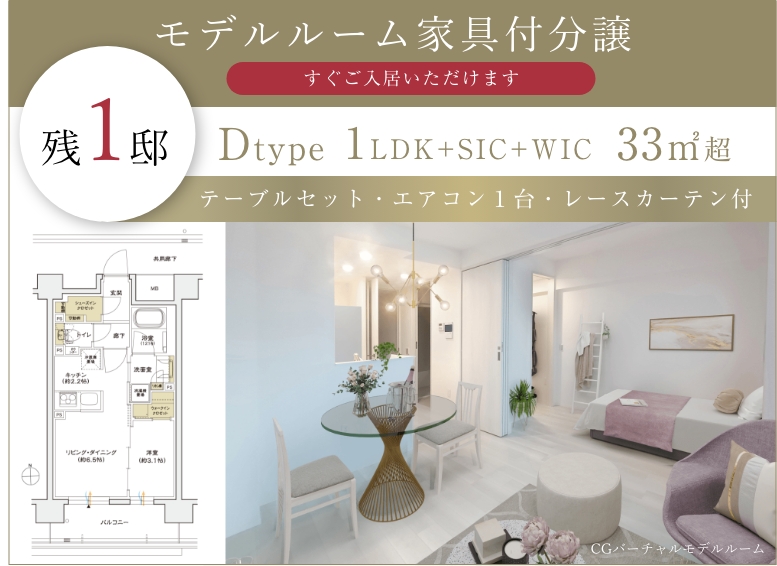 モデルルーム家具付分譲
すぐご入居いただけます
残1邸
Dtype 1LDK+SIC+WIC 33㎡超
テーブルセット・エアコン1台・レースカーテン付
共用廊下
玄関
MB
シューズイン
クロゼット
PS
トイレ
廊下
浴室
PS
洗面室
キッチン
(約2.2帖)
PS
ウォークイン
クロゼット
PS
リビング・ダイニング
(約6.5帖)
洋室
(約3.1帖)
N
バルコニー
CGバーチャルモデルルーム